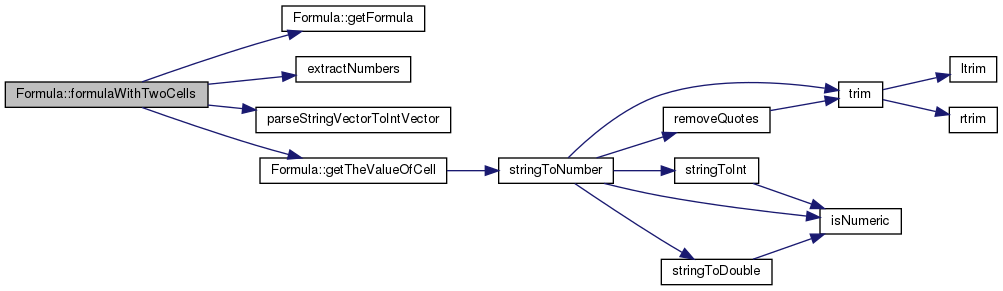 Formula::formulaWithTwoCells
Formula::getFormula
extractNumbers
parseStringVectorToIntVector
Formula::getTheValueOfCell
stringToNumber
removeQuotes
stringToInt
stringToDouble
trim
isNumeric
ltrim
rtrim